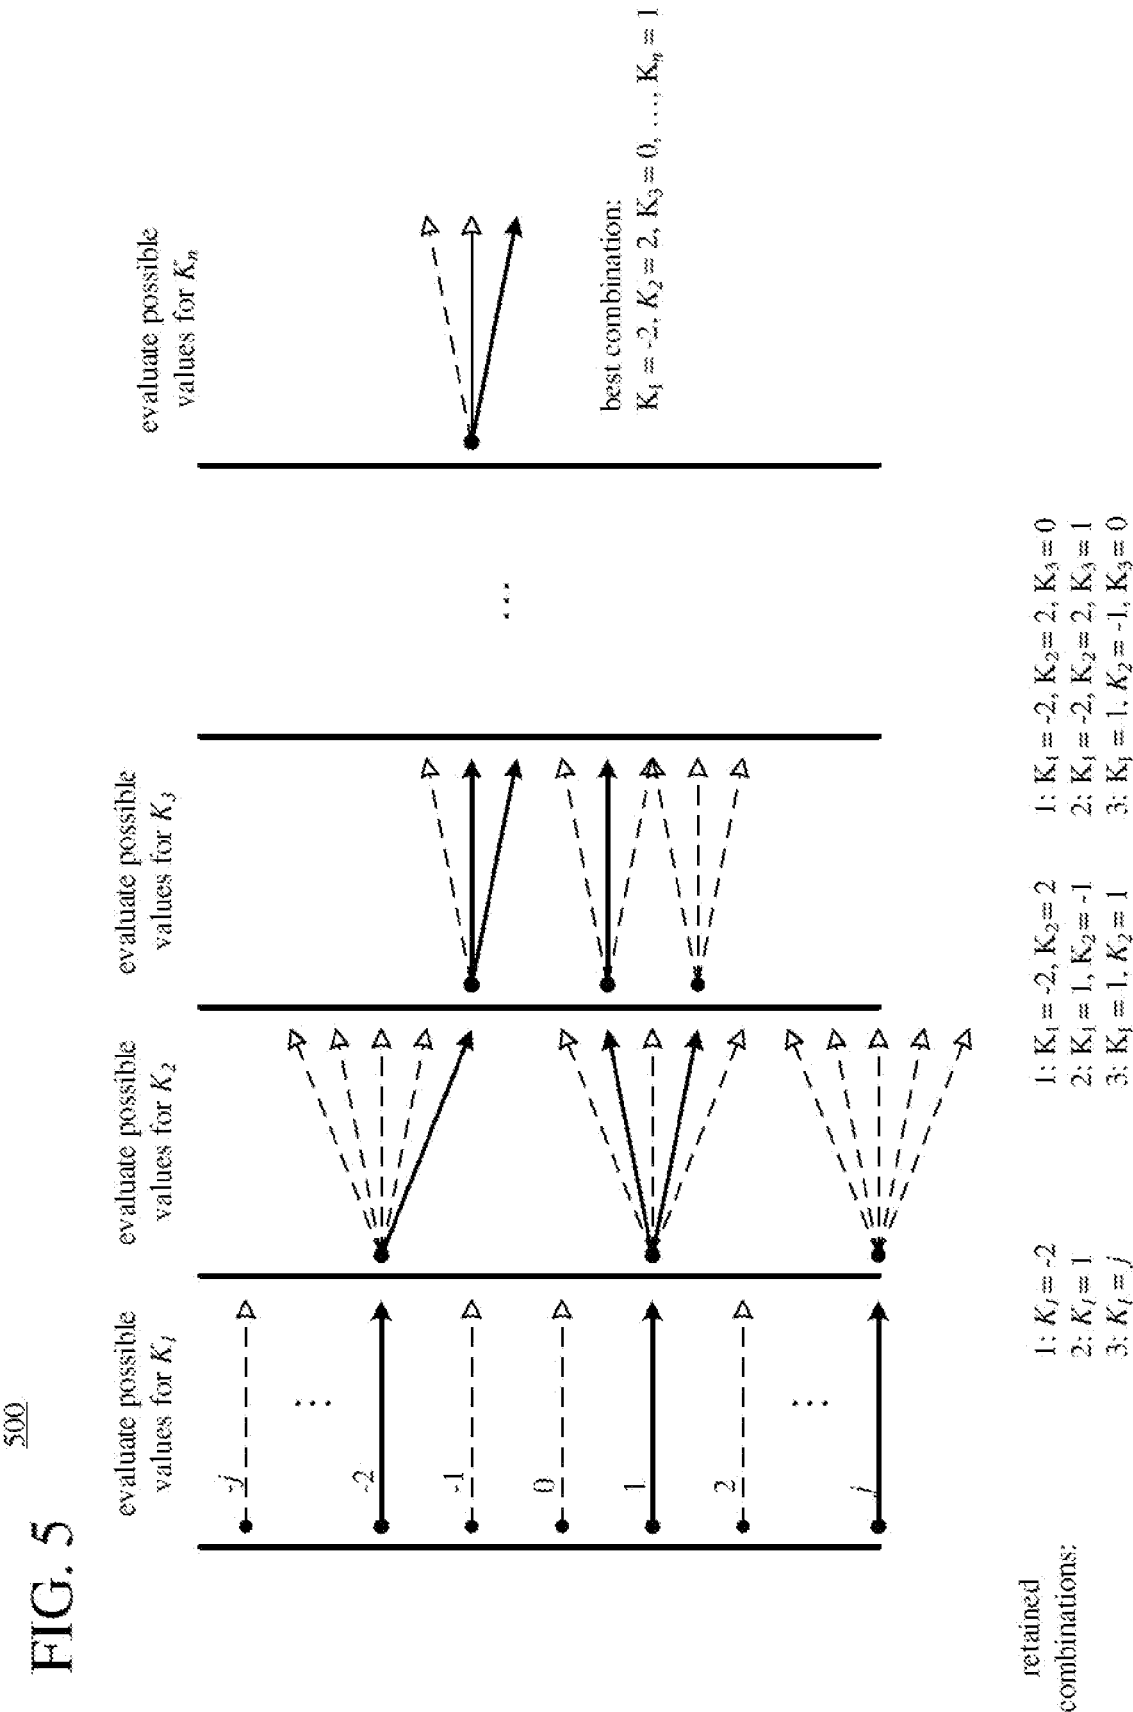 FIG. 5
500
evaluate possible
values for K1
evaluate possible
values for K2
evaluate possible
values for K3
evaluate possible
values for Kn
-j
...
-2
-1
0
1
2
...
j
...
best combination:
K1 = -2, K2 = 2, K3 = 0, ..., Kn = 1
retained
combinations:
1: K1 = -2
2: K1 = 1
3: K1 = j
1: K1 = -2, K2 = 2
2: K1 = 1, K2 = -1
3: K1 = 1, K2 = 1
1: K1 = -2, K2 = 2, K3 = 0
2: K1 = -2, K2 = 2, K3 = 1
3: K1 = 1, K2 = -1, K3 = 0